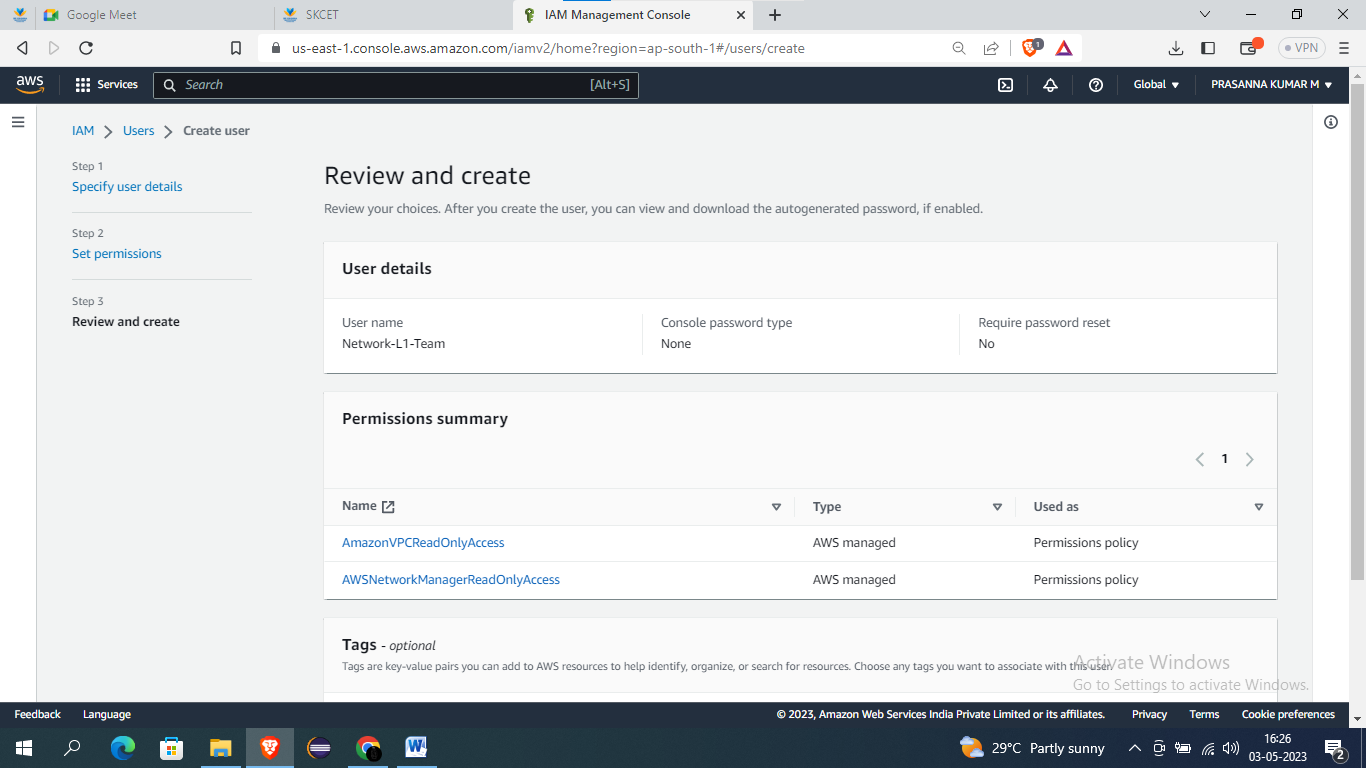 Google Meet
SKCET
IAM Management Console
us-east-1.console.aws.amazon.com/iamv2/home?region=ap-south-1#/users/create
1
VPN
aws
Services
Search
[Alt+S]
Global
PRASANNA KUMAR M
IAM
Users
Create user
Step 1
Specify user details
Step 2
Set permissions
Step 3
Review and create
Review and create
Review your choices. After you create the user, you can view and download the autogenerated password, if enabled.
User details
User name
Network-L1-Team
Console password type
None
Require password reset
No
Permissions summary
1
Name
Type
Used as
AmazonVPCReadOnlyAccess
AWS managed
Permissions policy
AWSNetworkManagerReadOnlyAccess
AWS managed
Permissions policy
Tags - optional
Tags are key-value pairs you can add to AWS resources to help identify, organize, or search for resources. Choose any tags you want to associate with this user.
Activate Windows
Go to Settings to activate Windows.
Feedback
Language
© 2023, Amazon Web Services India Private Limited or its affiliates.
Privacy
Terms
Cookie preferences
29°C Partly sunny
16:26
03-05-2023
2